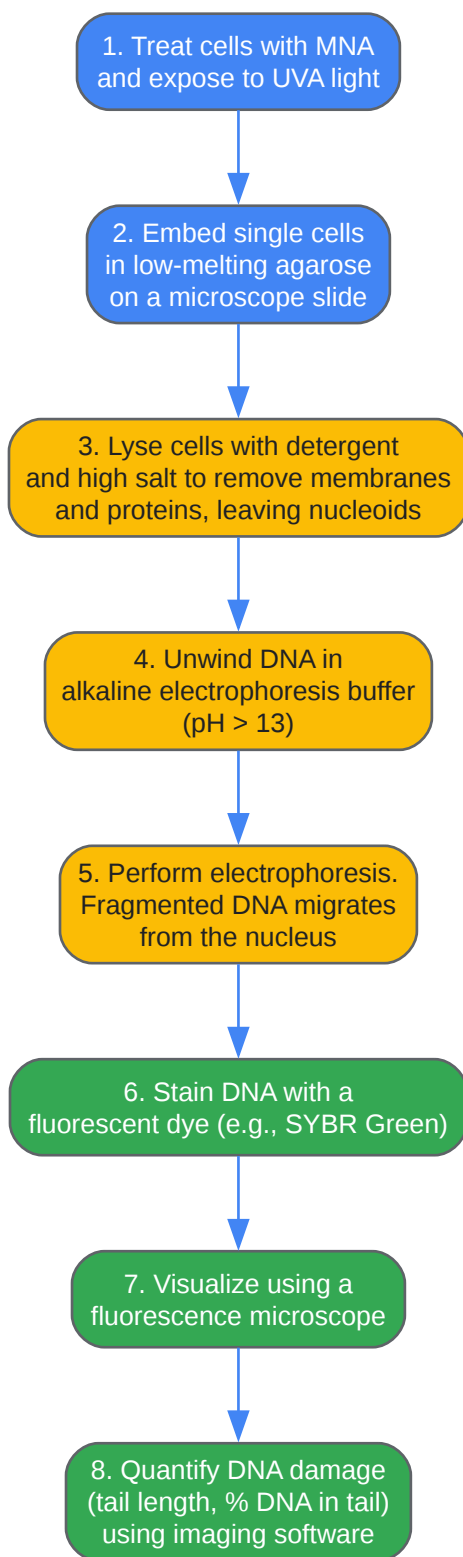 1. Treat cells with MNA
and expose to UVA light
2. Embed single cells
in low-melting agarose
on a microscope slide
3. Lyse cells with detergent
and high salt to remove membranes
and proteins, leaving nucleoids
4. Unwind DNA in
alkaline electrophoresis buffer
(pH > 13)
5. Perform electrophoresis.
Fragmented DNA migrates
from the nucleus
6. Stain DNA with a
fluorescent dye (e.g., SYBR Green)
7. Visualize using a
fluorescence microscope
8. Quantify DNA damage
(tail length, % DNA in tail)
using imaging software